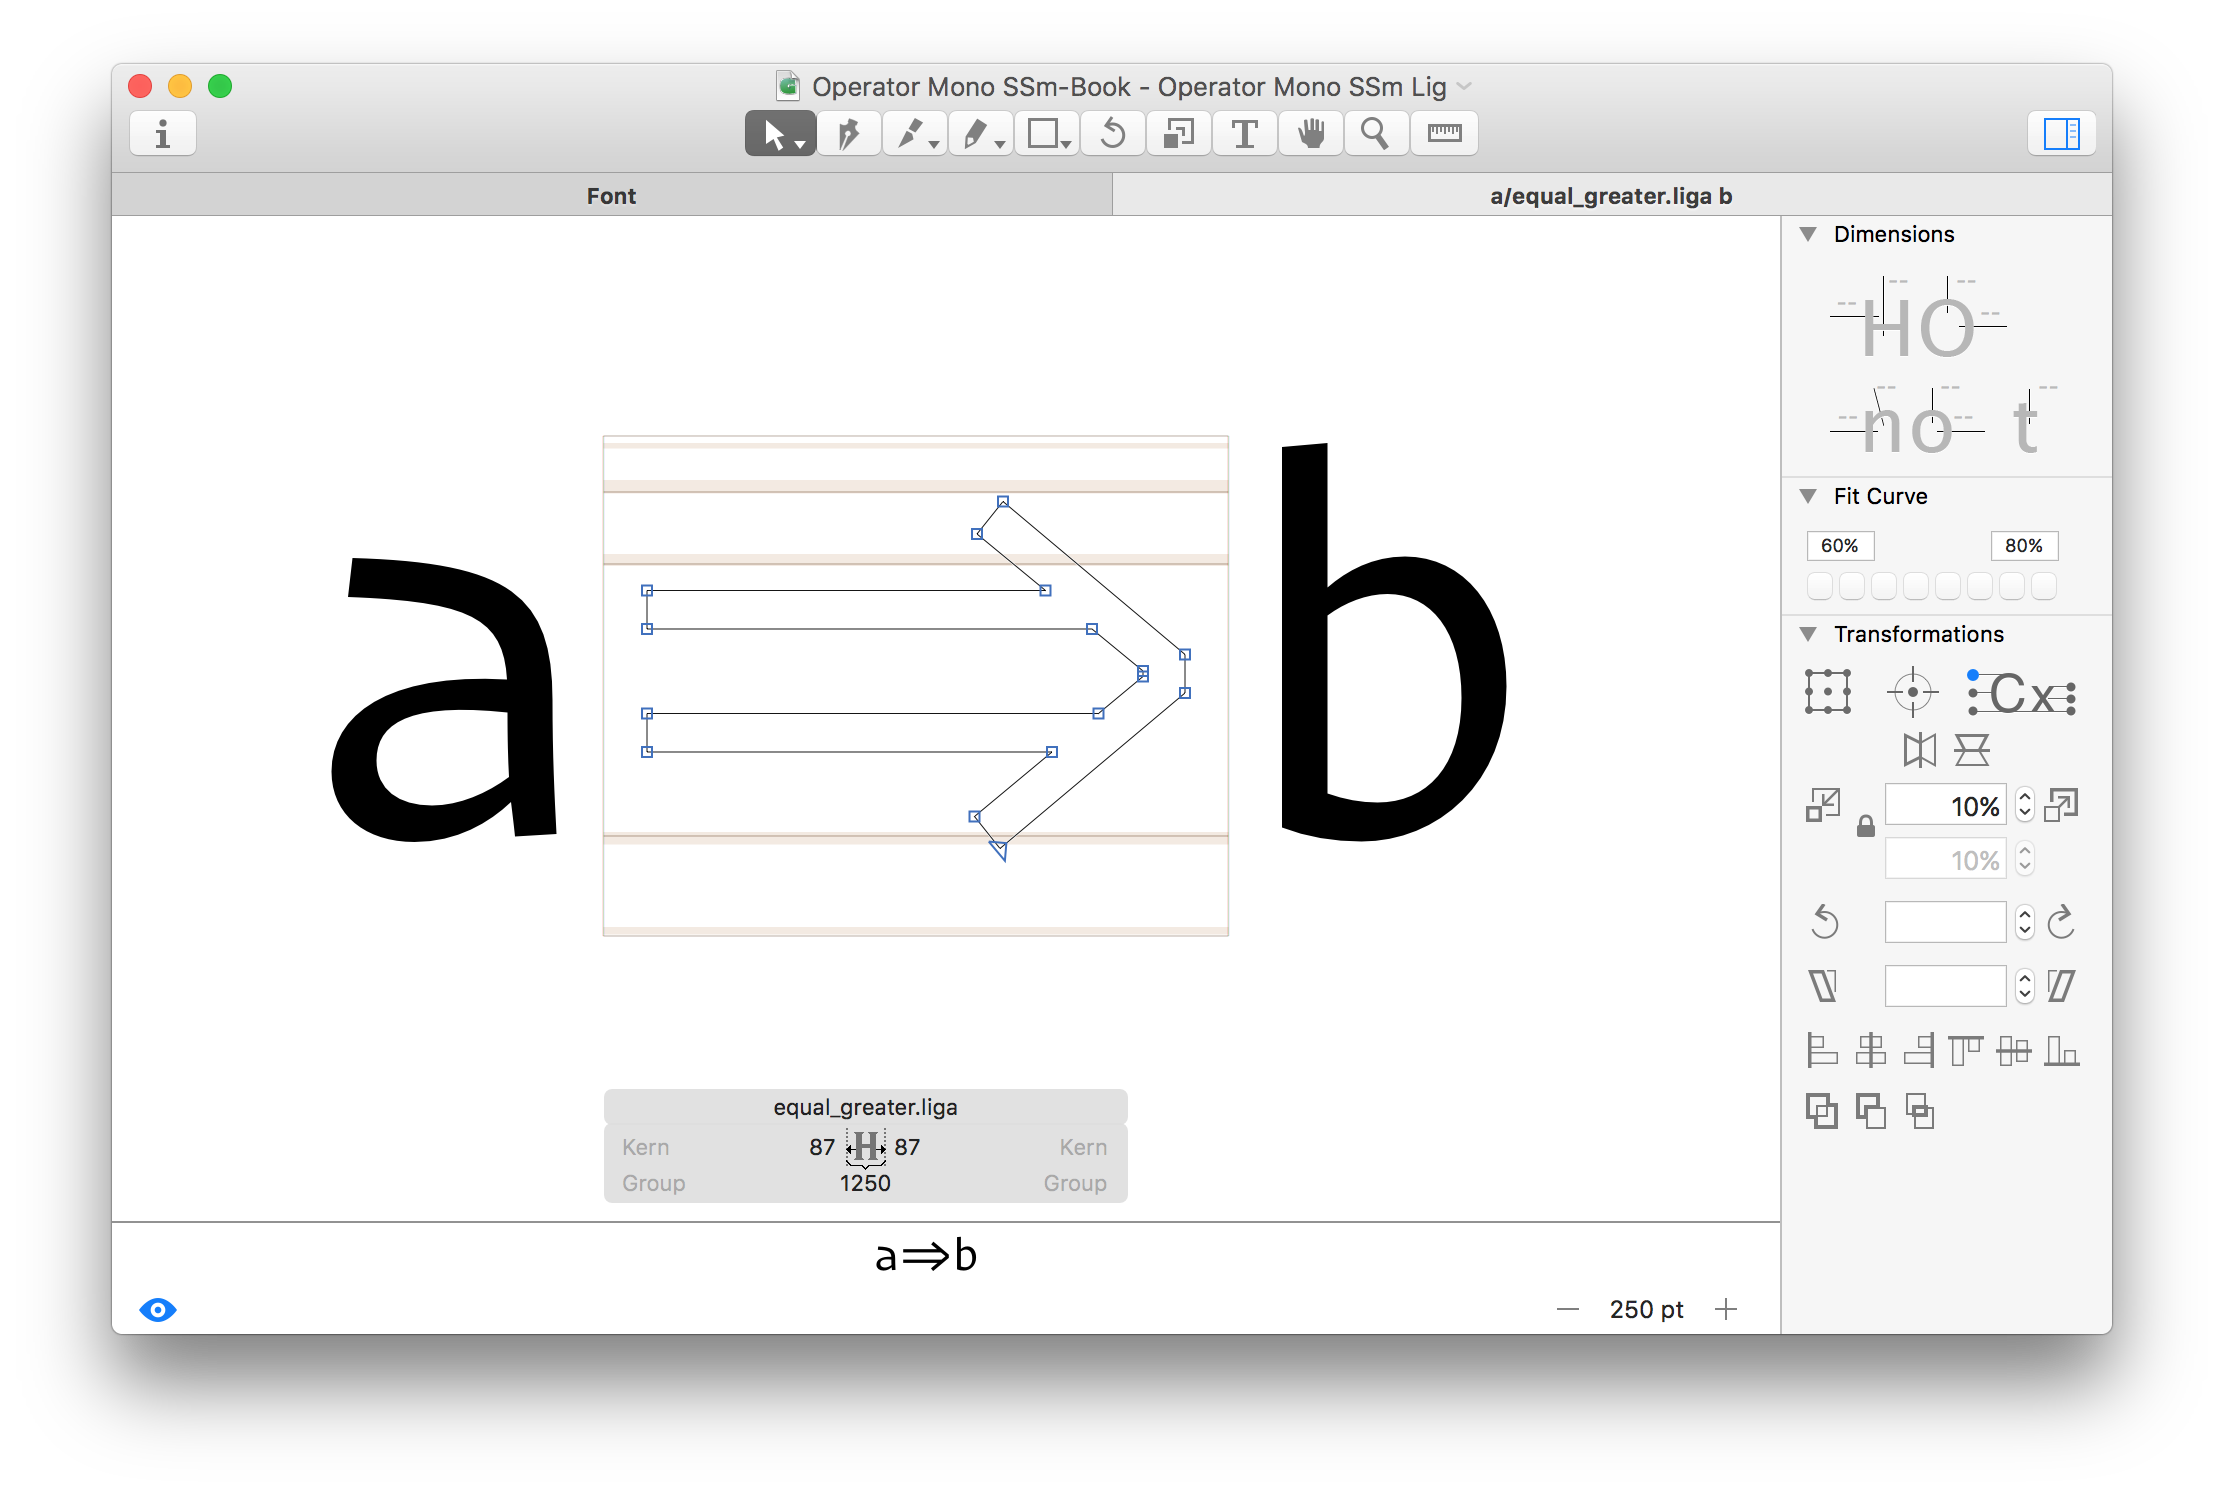 Operator Mono SSm-Book - Operator Mono SSm Lig
Font
a/equal_greater.liga b
Dimensions
-- HO --
-- no -- t --
Fit Curve
60% 80%
Transformations
Cx
10%
10%
a b
equal_greater.liga
Kern 87 H 87 Kern
Group 1250 Group
a⇒b
250 pt